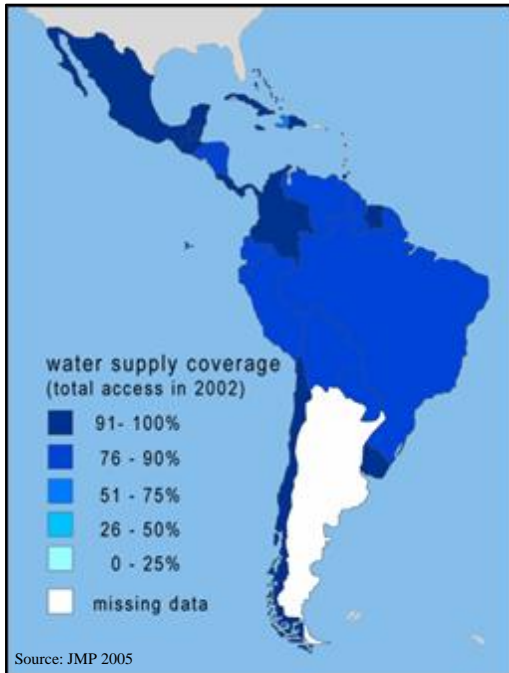 water supply coverage
(total access in 2002)
91- 100%
76 - 90%
51 - 75%
26 - 50%
0 - 25%
missing data
Source: JMP 2005